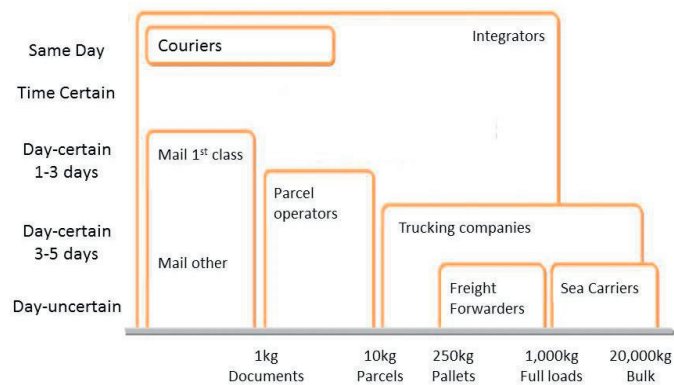 Same Day
Couriers
Integrators
Time Certain
Day-certain
1-3 days
Mail 1st class
Parcel
operators
Trucking companies
Day-certain
3-5 days
Mail other
Day-uncertain
Freight
Forwarders
Sea Carriers
1kg
Documents
10kg
Parcels
250kg
Pallets
1,000kg
Full loads
20,000kg
Bulk